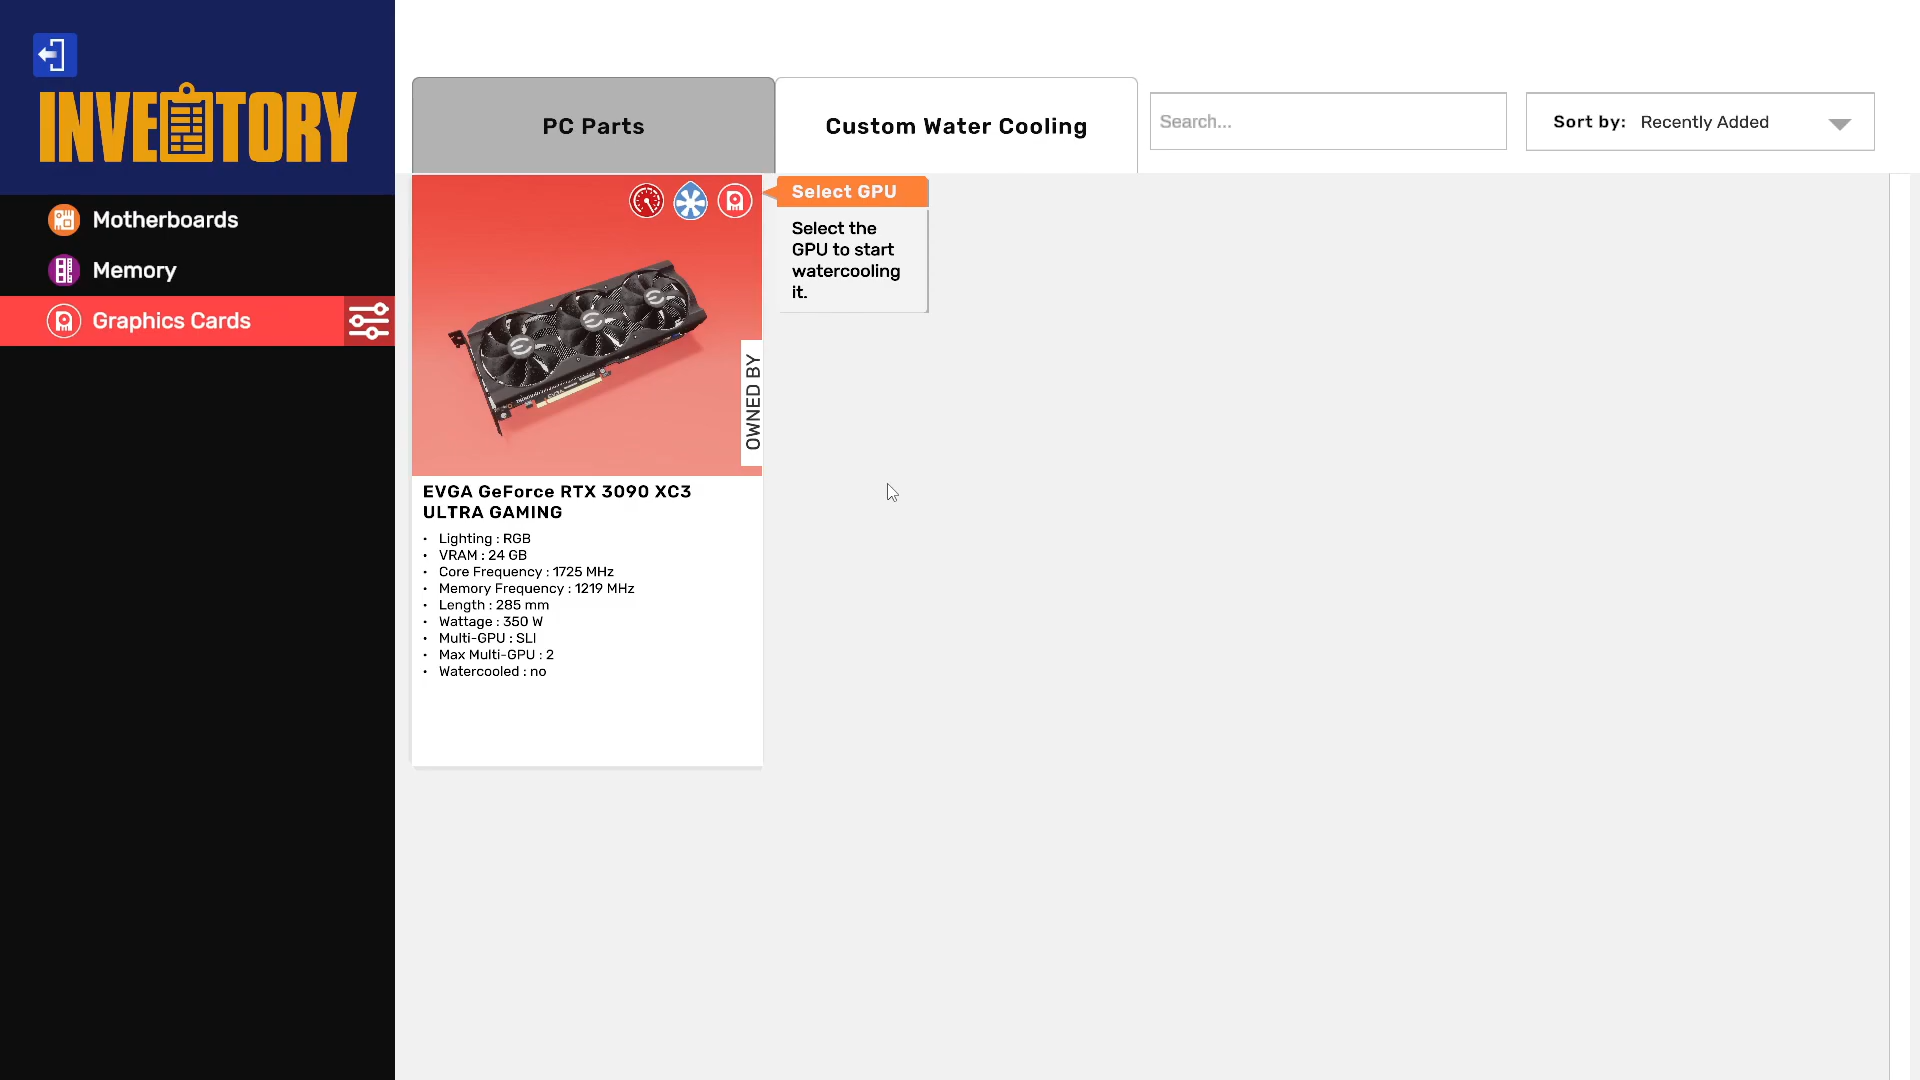 INVENTORY
PC Parts
Custom Water Cooling
Search...
Sort by: Recently Added
Motherboards
Memory
Graphics Cards
Select GPU
Select the
GPU to start
watercooling
it.
OWNED BY
EVGA GeForce RTX 3090 XC3
ULTRA GAMING
• Lighting : RGB
• VRAM : 24 GB
• Core Frequency : 1725 MHz
• Memory Frequency : 1219 MHz
• Length : 285 mm
• Wattage : 350 W
• Multi-GPU : SLI
• Max Multi-GPU : 2
• Watercooled : no